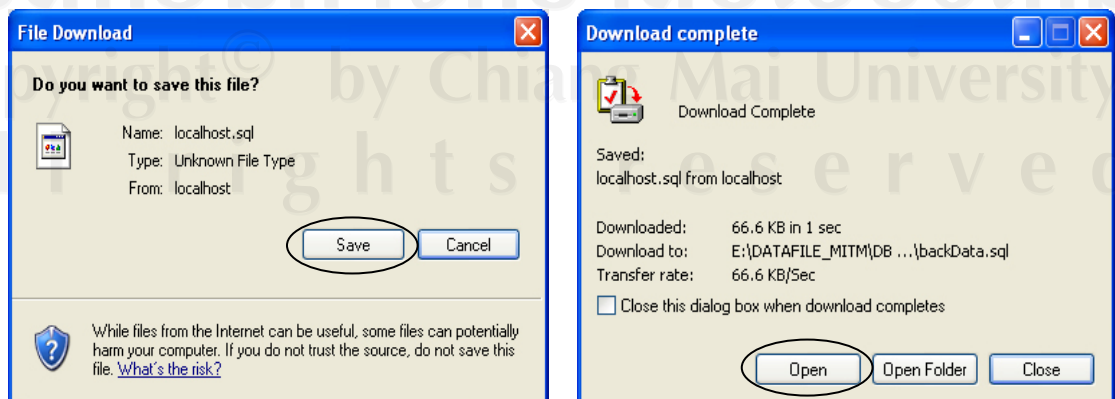 File Download
Do you want to save this file?
Name: localhost.sql
Type: Unknown File Type
From: localhost
Save Cancel
While files from the Internet can be useful, some files can potentially
harm your computer. If you do not trust the source, do not save this
file. What's the risk?
Download complete
Download Complete
Saved:
localhost.sql from localhost
Downloaded: 66.6 KB in 1 sec
Download to: E:\DATAFILE_MITM\DB ...\backData.sql
Transfer rate: 66.6 KB/Sec
Close this dialog box when download completes
Open Open Folder Close
by Chiang Mai University
rights reserved